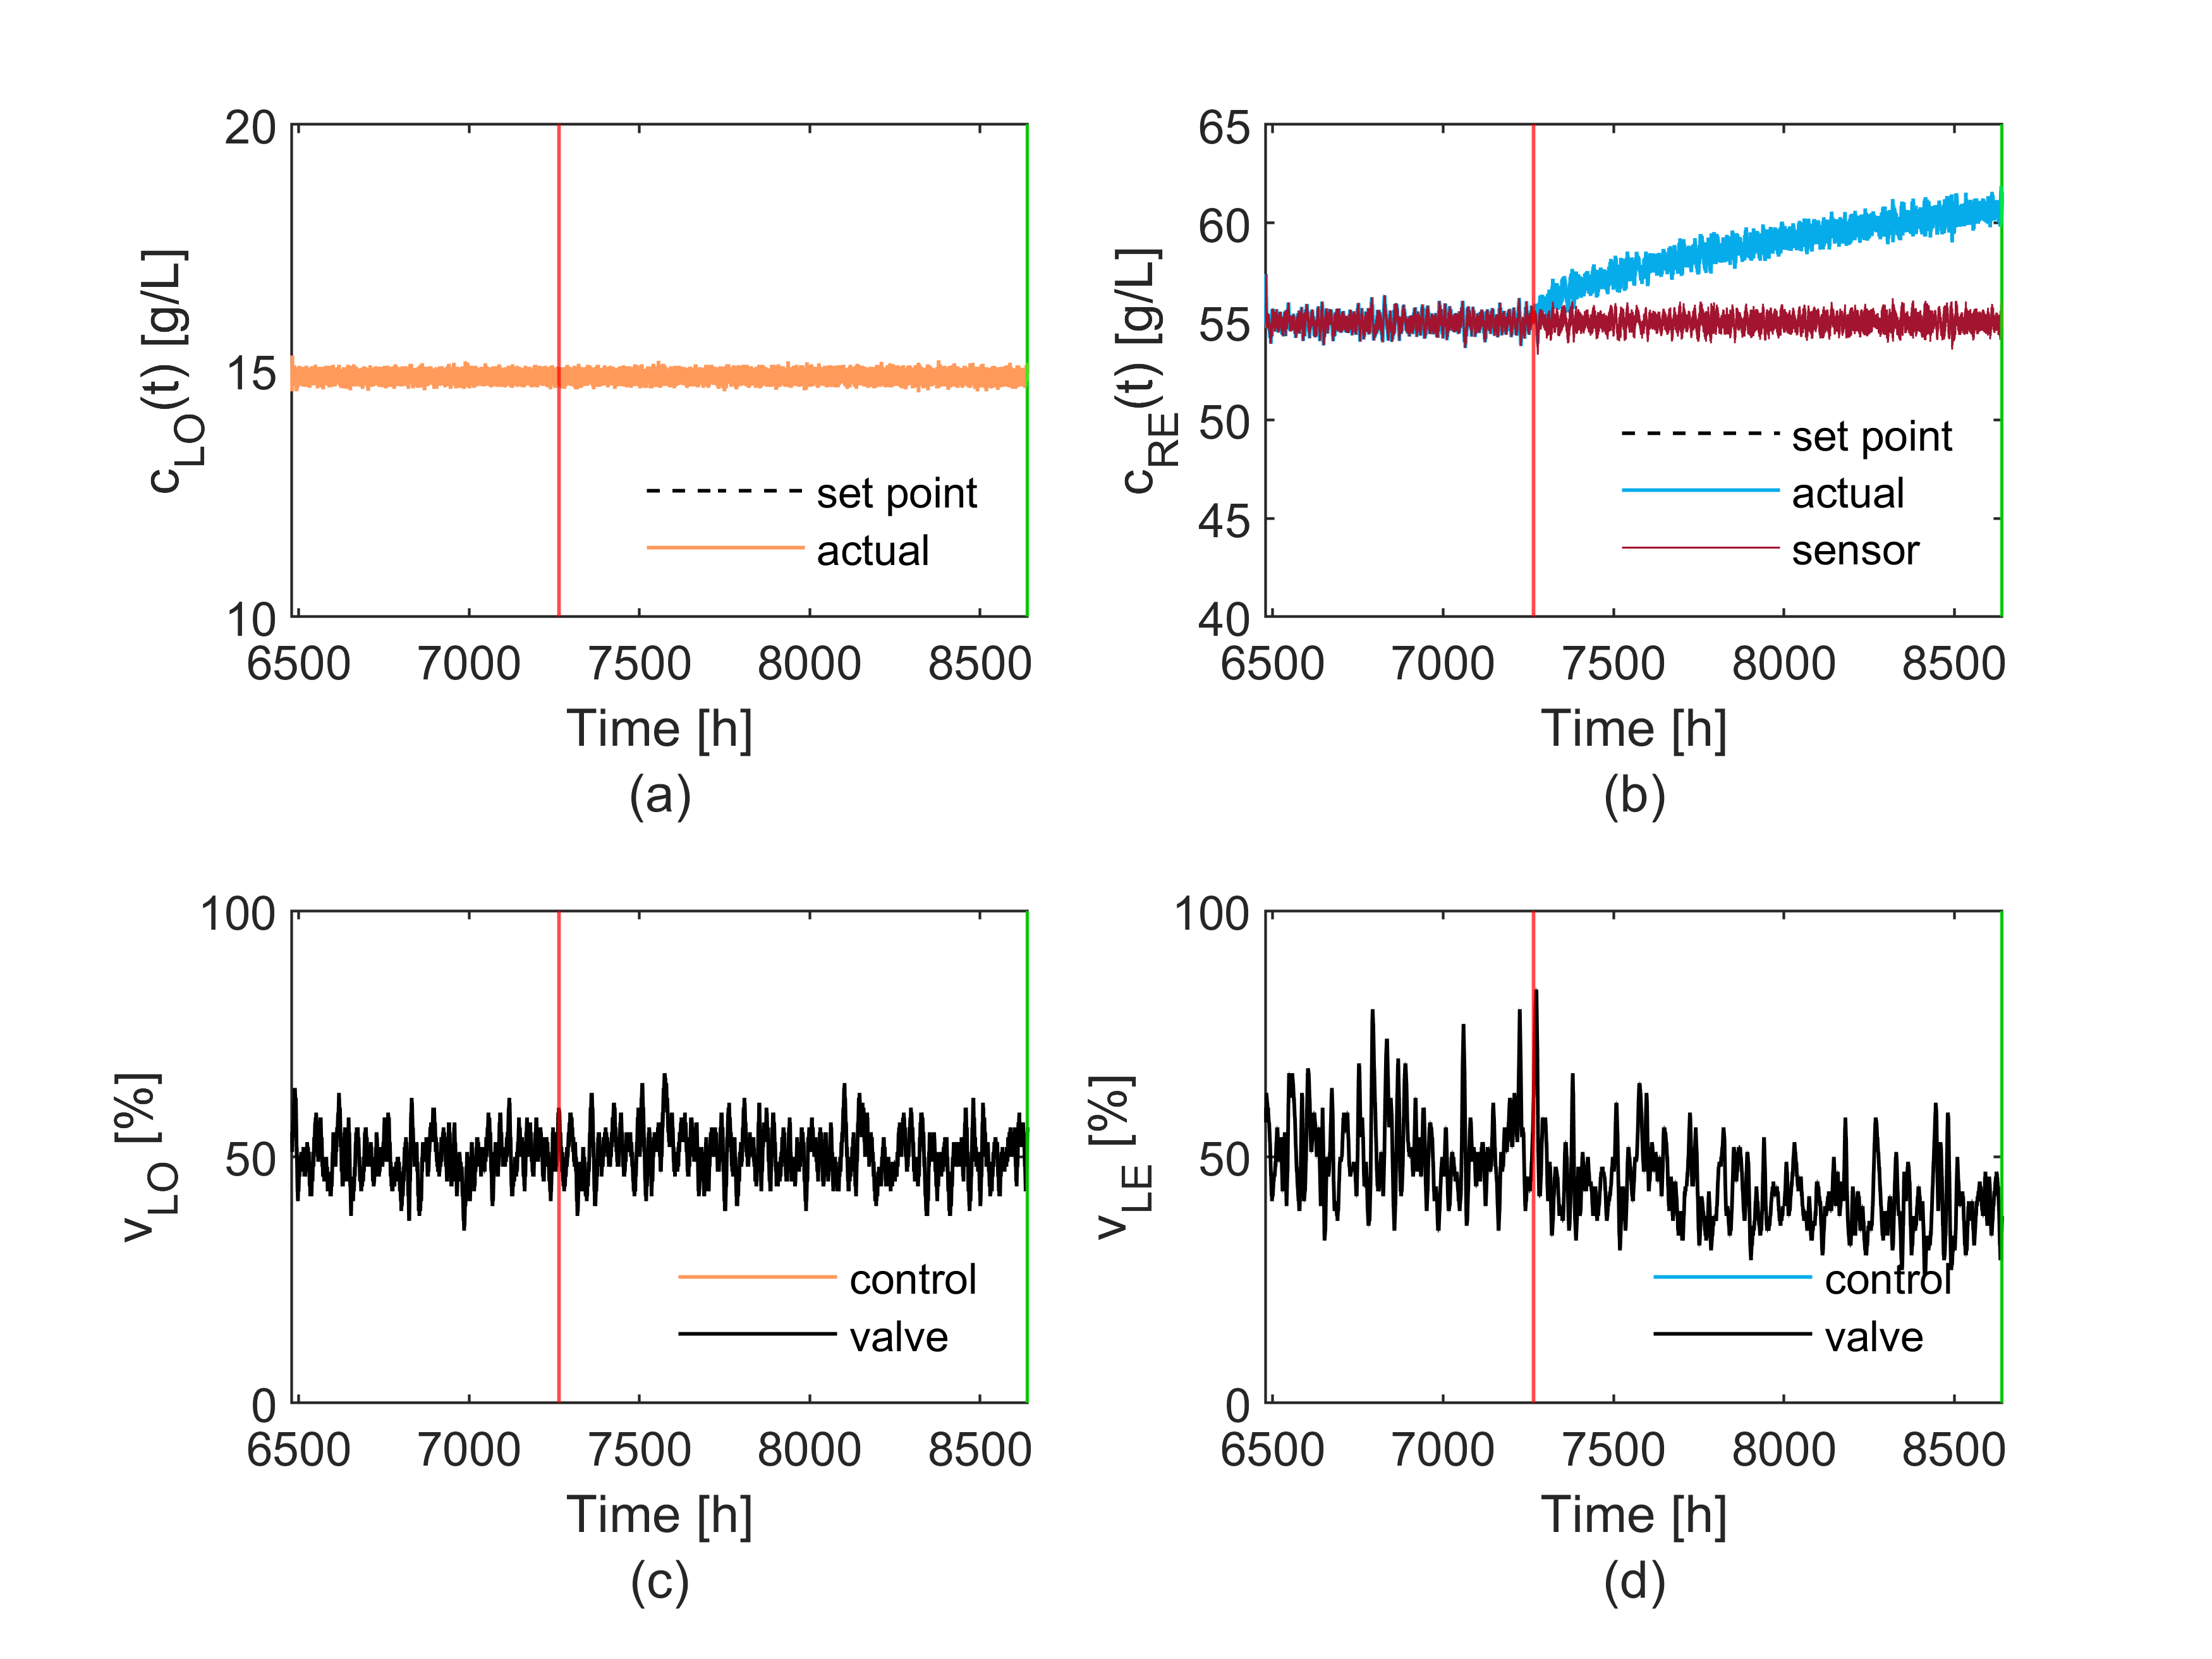 20
15
10
c_LO(t) [g/L]
set point
actual
6500 7000 7500 8000 8500
Time [h]
(a)
65
60
55
50
45
40
c_RE(t) [g/L]
set point
actual
sensor
6500 7000 7500 8000 8500
Time [h]
(b)
100
50
0
v_LO [%]
control
valve
6500 7000 7500 8000 8500
Time [h]
(c)
100
50
0
v_LE [%]
control
valve
6500 7000 7500 8000 8500
Time [h]
(d)